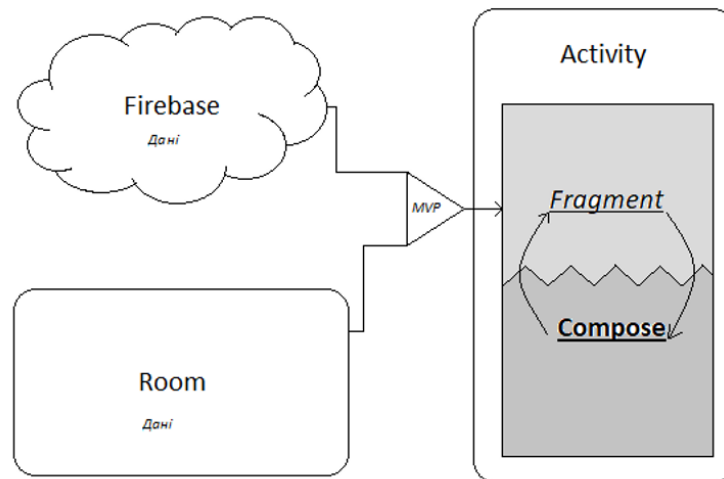 Firebase
Дані
MVP
Room
Дані
Activity
Fragment
Compose